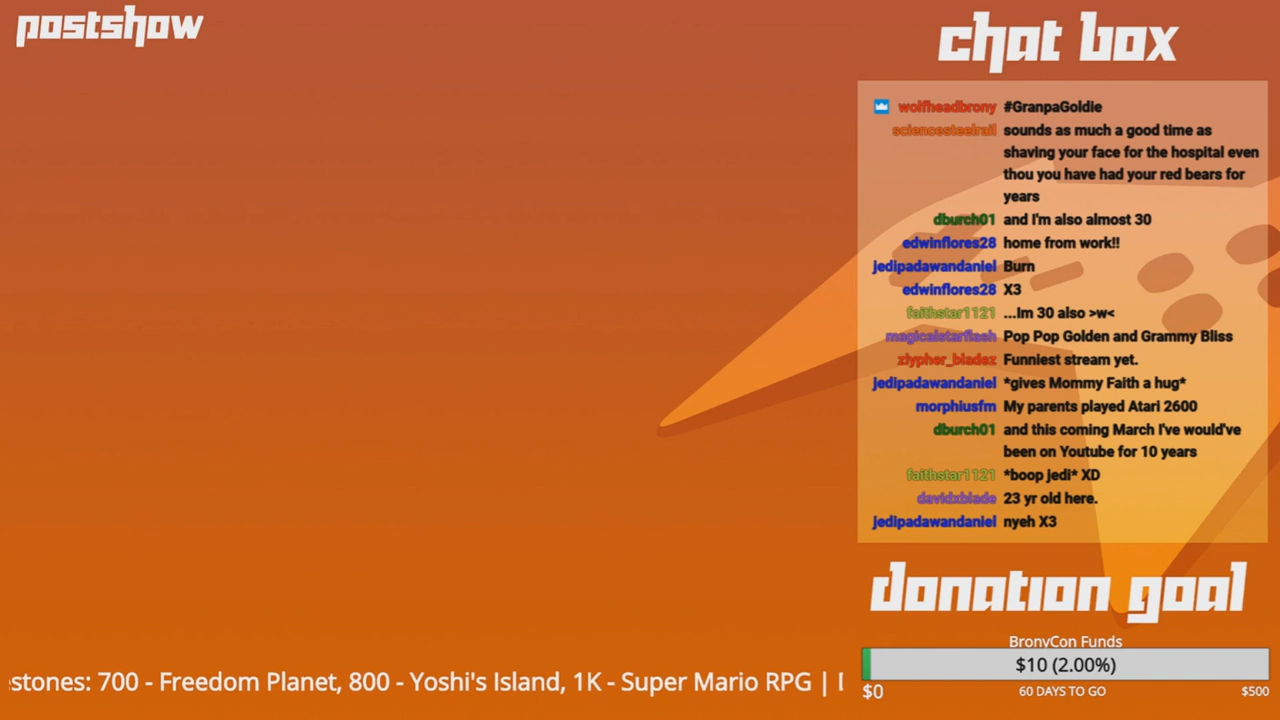 postshow
chat box
wolfheadbrony #GranpaGoldie
sciencesteelrail sounds as much a good time as
shaving your face for the hospital even
thou you have had your red bears for
years
dburch01 and I'm also almost 30
edwinflores28 home from work!!
jedipadawandaniel Burn
edwinflores28 X3
faithstar1121 ...Im 30 also >w<
magicalstarflash Pop Pop Golden and Grammy Bliss
zlypher_bladez Funniest stream yet.
jedipadawandaniel *gives Mommy Faith a hug*
morphiusfm My parents played Atari 2600
dburch01 and this coming March I've would've
been on Youtube for 10 years
faithstar1121 *boop jedi* XD
davidxblade 23 yr old here.
jedipadawandaniel nyeh X3
donation goal
BronyCon Funds
$10 (2.00%)
$0 60 DAYS TO GO $500
estones: 700 - Freedom Planet, 800 - Yoshi's Island, 1K - Super Mario RPG |